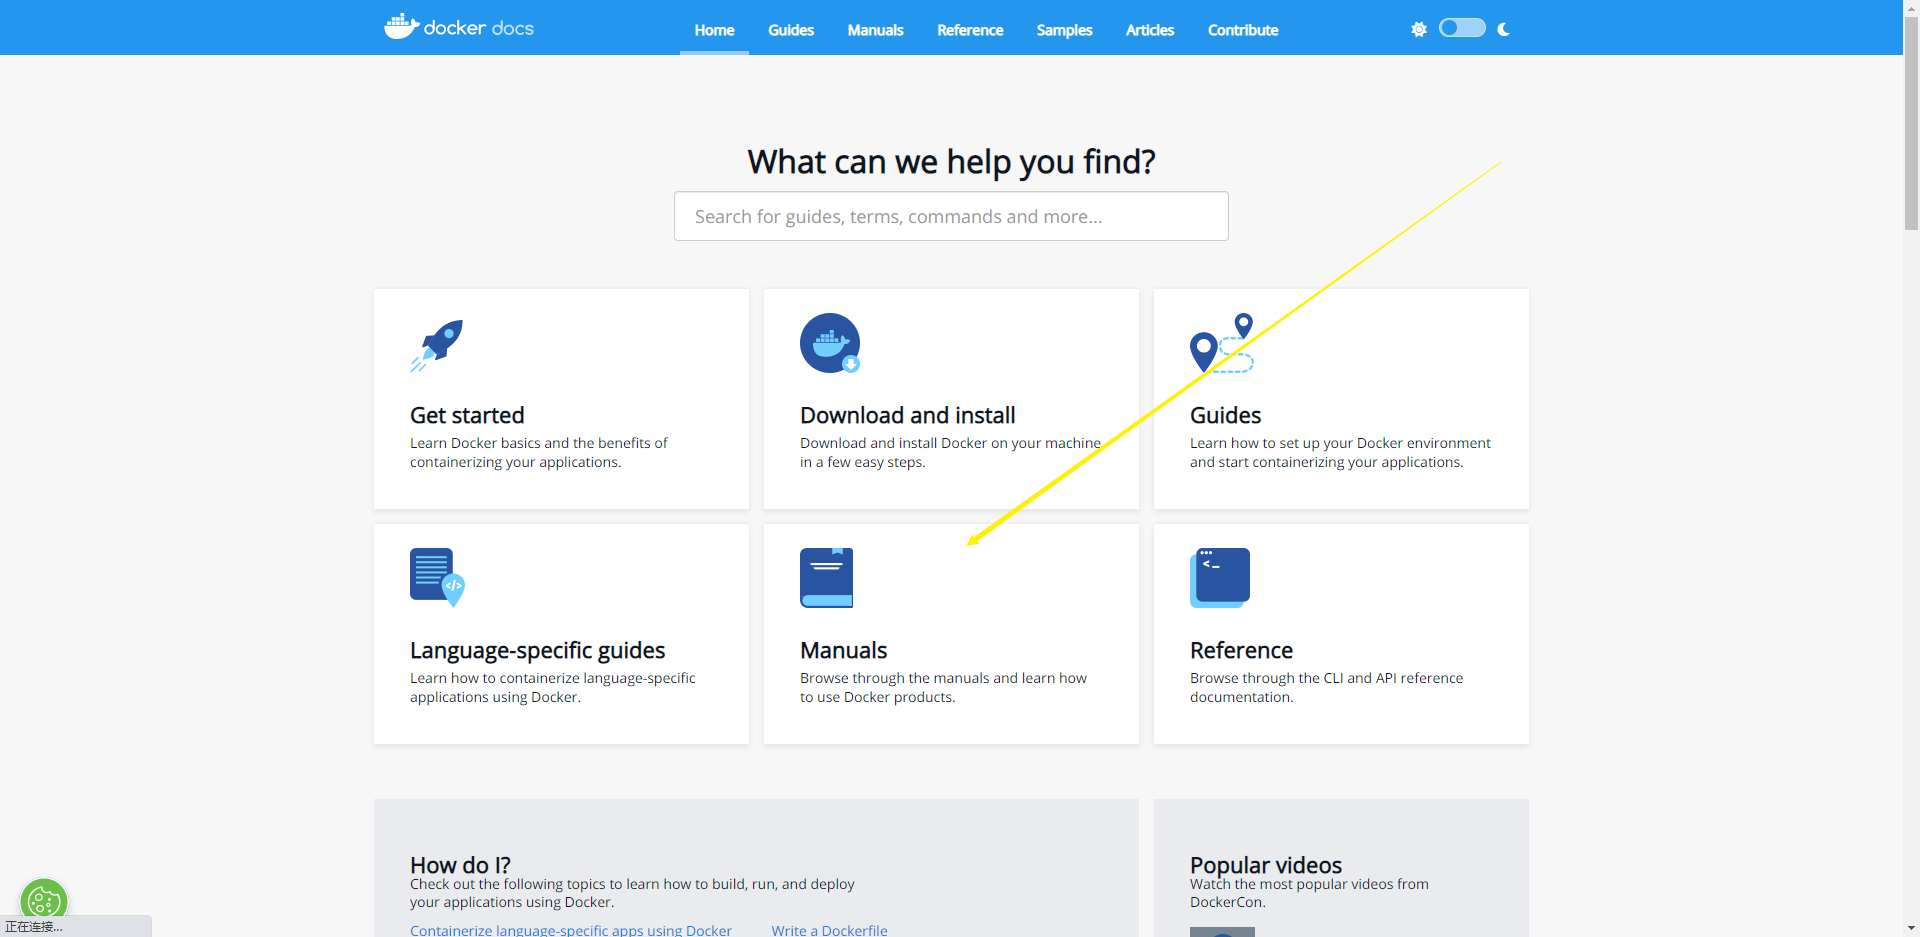 docker docs
Home Guides Manuals Reference Samples Articles Contribute
What can we help you find?
Search for guides, terms, commands and more...
Get started
Learn Docker basics and the benefits of
containerizing your applications.
Download and install
Download and install Docker on your machine
in a few easy steps.
Guides
Learn how to set up your Docker environment
and start containerizing your applications.
Language-specific guides
Learn how to containerize language-specific
applications using Docker.
Manuals
Browse through the manuals and learn how
to use Docker products.
Reference
Browse through the CLI and API reference
documentation.
How do I?
Check out the following topics to learn how to build, run, and deploy
your applications using Docker.
Containerize language-specific apps using Docker
Write a Dockerfile
Popular videos
Watch the most popular videos from
DockerCon.
正在连接...